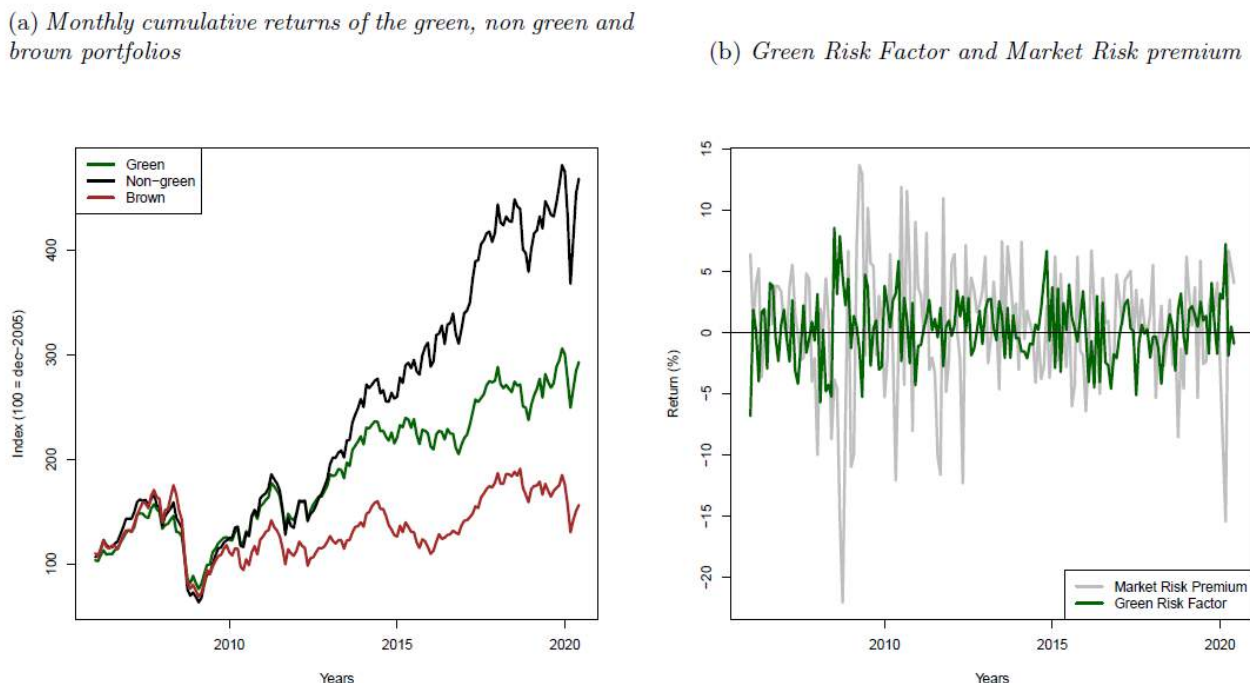 (a) Monthly cumulative returns of the green, non green and
brown portfolios
(b) Green Risk Factor and Market Risk premium
Green
Non-green
Brown
Index (100 = dec-2005)
400
300
200
100
2010
2015
2020
Years
Return (%)
15
10
5
0
-5
-10
-15
-20
Market Risk Premium
Green Risk Factor
2010
2015
2020
Years